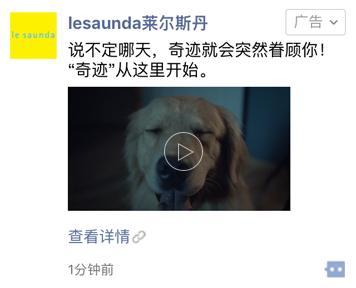 le saunda
lesaunda莱尔斯丹
广告
说不定哪天，奇迹就会突然眷顾你！
“奇迹”从这里开始。
查看详情
1分钟前